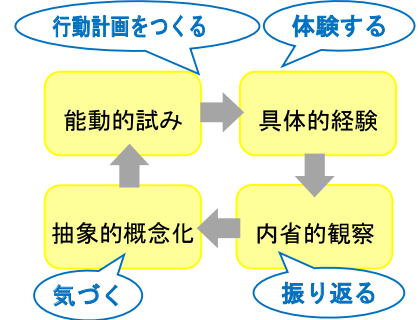 行動計画をつくる
体験する
能動的試み
具体的経験
抽象的概念化
内省的観察
気づく
振り返る